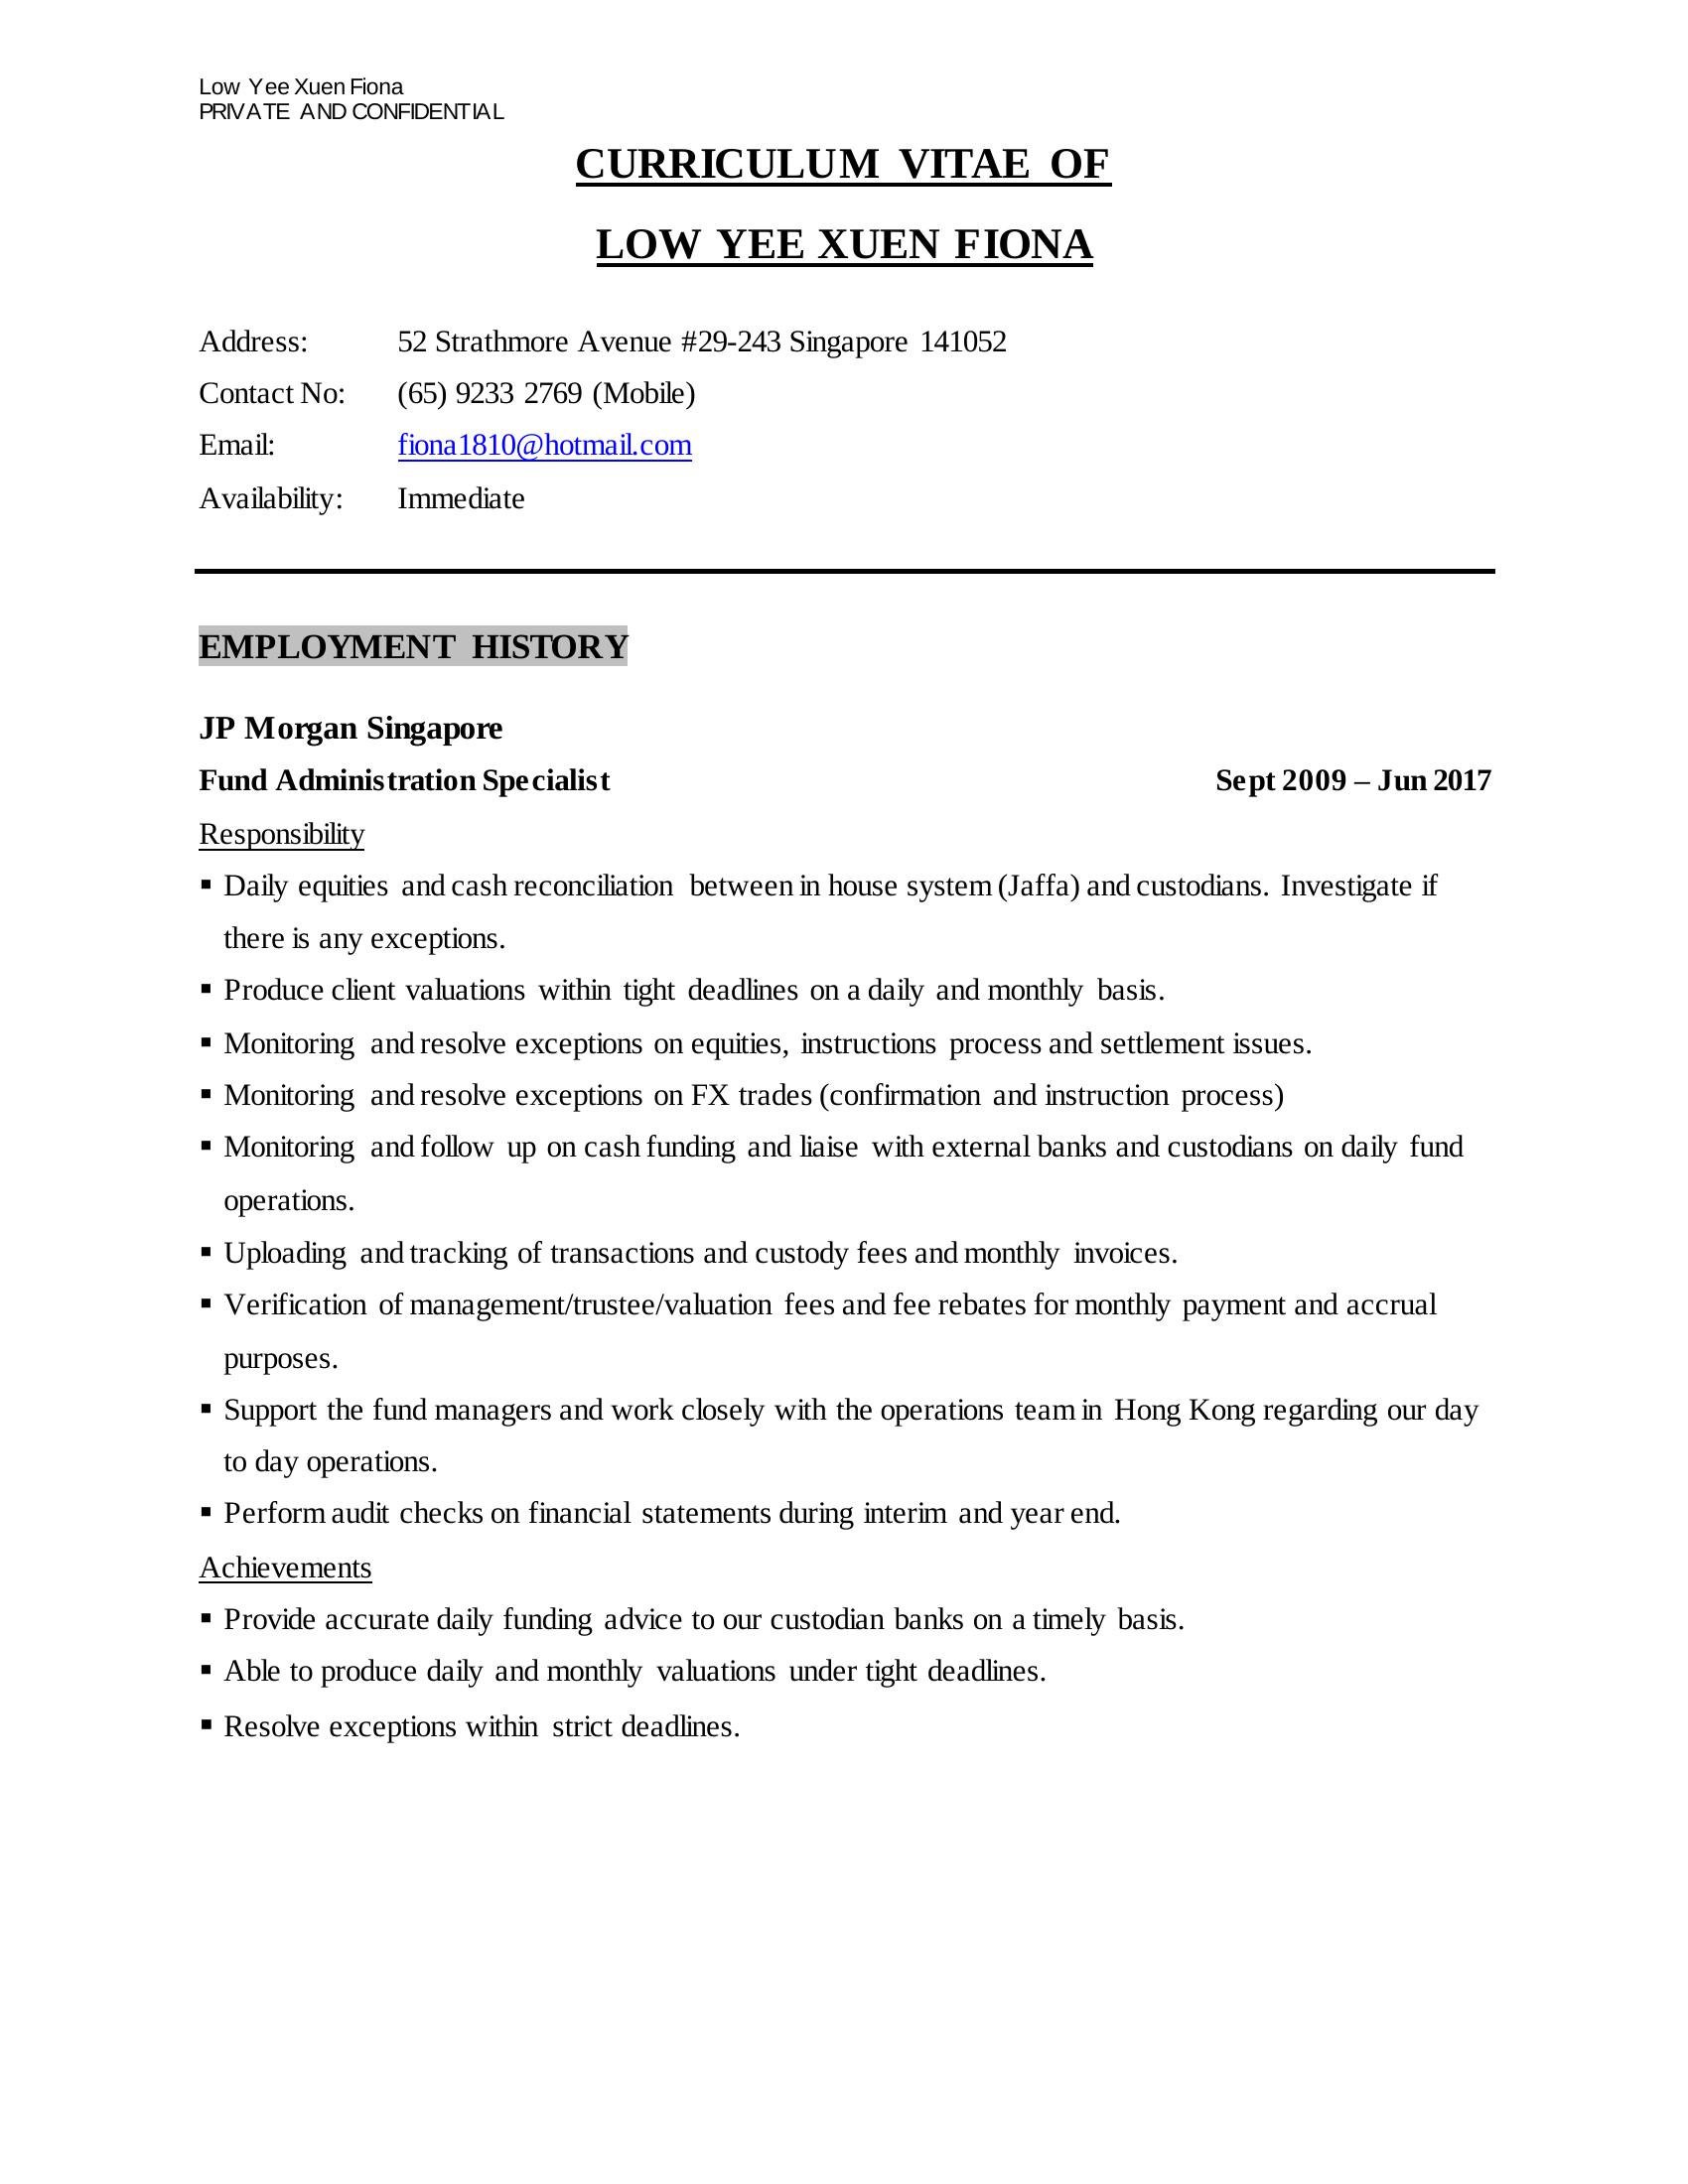 Low Yee Xuen Fiona
PRIVATE AND CONFIDENTIAL
CURRICULUM VITAE OF
LOW YEE XUEN FIONA
Address: 52 Strathmore Avenue #29-243 Singapore 141052
Contact No: (65) 9233 2769 (Mobile)
Email: fiona1810@hotmail.com
Availability: Immediate
EMPLOYMENT HISTORY
JP Morgan Singapore
Fund Administration Specialist Sept 2009 – Jun 2017
Responsibility
▪ Daily equities and cash reconciliation between in house system (Jaffa) and custodians. Investigate if
there is any exceptions.
▪ Produce client valuations within tight deadlines on a daily and monthly basis.
▪ Monitoring and resolve exceptions on equities, instructions process and settlement issues.
▪ Monitoring and resolve exceptions on FX trades (confirmation and instruction process)
▪ Monitoring and follow up on cash funding and liaise with external banks and custodians on daily fund
operations.
▪ Uploading and tracking of transactions and custody fees and monthly invoices.
▪ Verification of management/trustee/valuation fees and fee rebates for monthly payment and accrual
purposes.
▪ Support the fund managers and work closely with the operations team in Hong Kong regarding our day
to day operations.
▪ Perform audit checks on financial statements during interim and year end.
Achievements
▪ Provide accurate daily funding advice to our custodian banks on a timely basis.
▪ Able to produce daily and monthly valuations under tight deadlines.
▪ Resolve exceptions within strict deadlines.